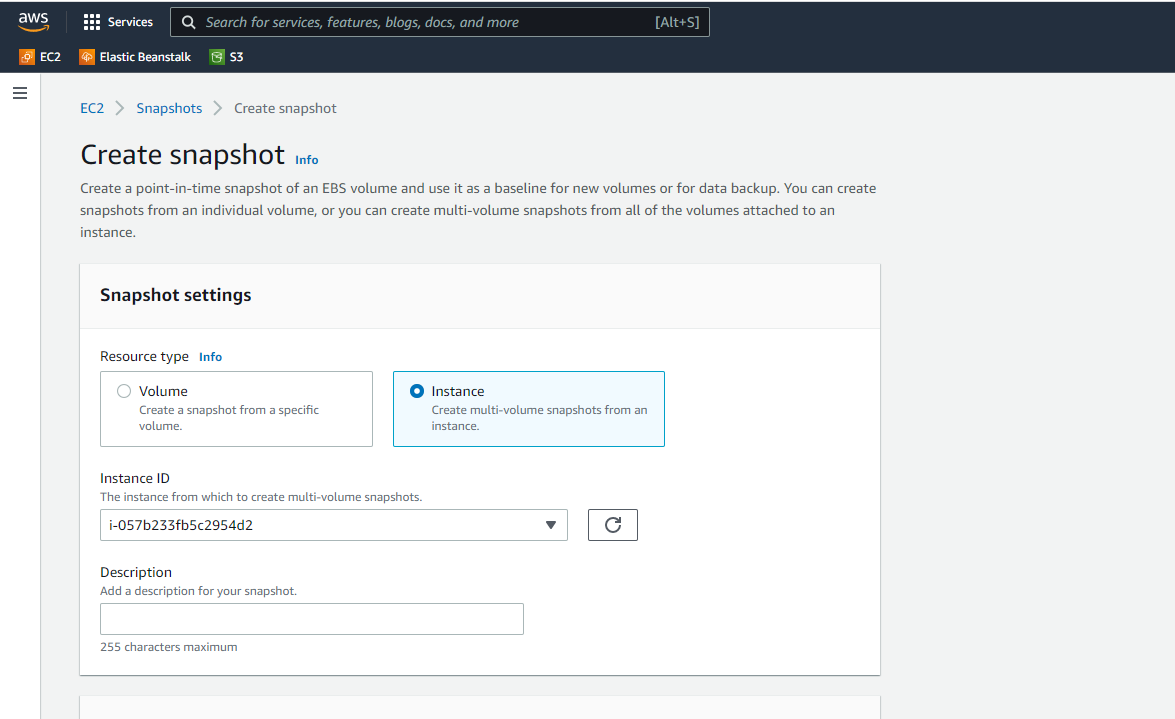 aws
Services
Search for services, features, blogs, docs, and more
[Alt+S]
EC2
Elastic Beanstalk
S3
EC2 > Snapshots > Create snapshot
Create snapshot Info
Create a point-in-time snapshot of an EBS volume and use it as a baseline for new volumes or for data backup. You can create
snapshots from an individual volume, or you can create multi-volume snapshots from all of the volumes attached to an
instance.
Snapshot settings
Resource type Info
Volume
Create a snapshot from a specific
volume.
Instance
Create multi-volume snapshots from an
instance.
Instance ID
The instance from which to create multi-volume snapshots.
i-057b233fb5c2954d2
Description
Add a description for your snapshot.
255 characters maximum